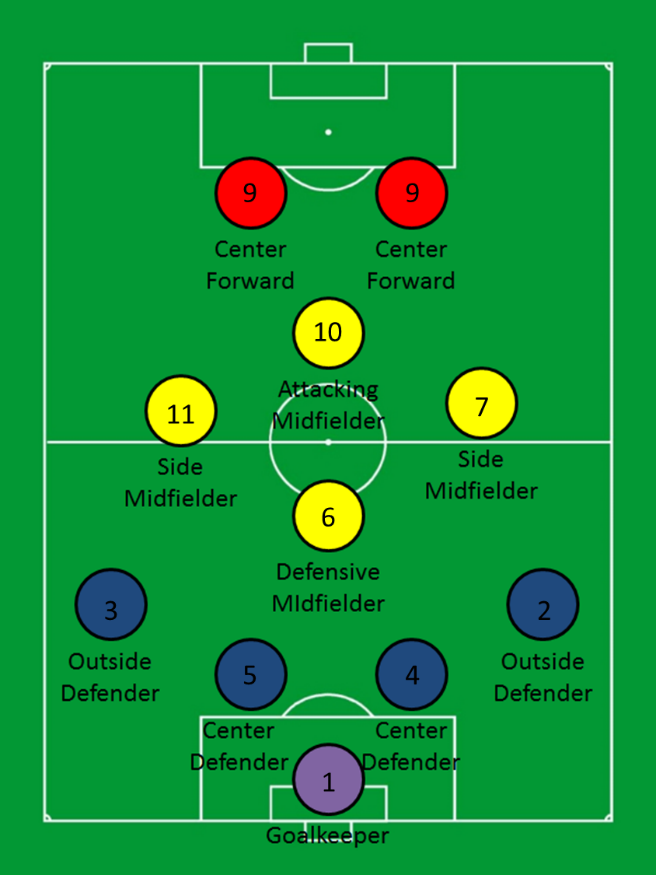 9
9
Center
Forward
Center
Forward
10
Attacking
Midfielder
11
7
Side
Midfielder
Side
Midfielder
6
Defensive
MIdfielder
3
2
Outside
Defender
Outside
Defender
5
4
Center
Defender
Center
Defender
1
Goalkeeper